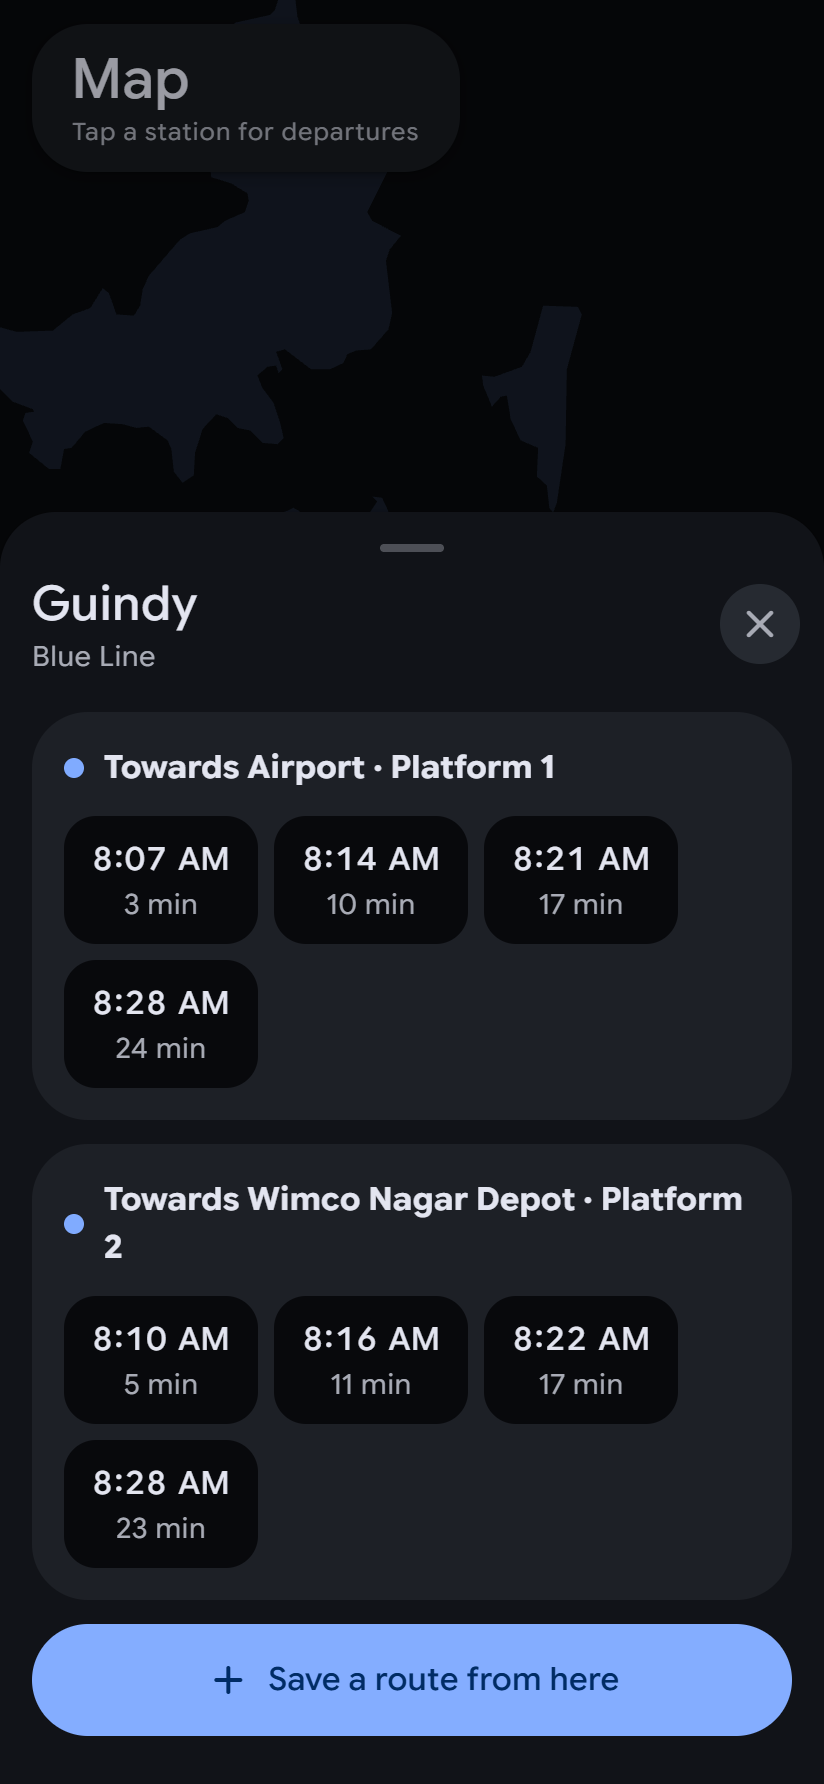 Map
Tap a station for departures
Guindy
Blue Line
Towards Airport · Platform 1
8:07 AM
3 min
8:14 AM
10 min
8:21 AM
17 min
8:28 AM
24 min
Towards Wimco Nagar Depot · Platform
2
8:10 AM
5 min
8:16 AM
11 min
8:22 AM
17 min
8:28 AM
23 min
+ Save a route from here